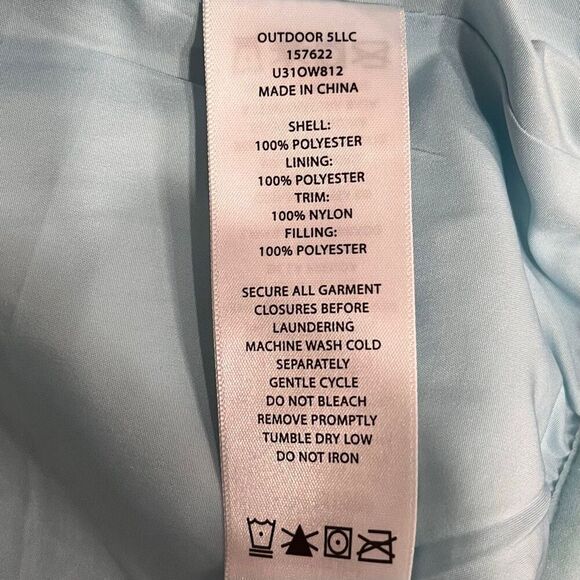 OUTDOOR 5LLC
157622
U31OW812
MADE IN CHINA
SHELL:
100% POLYESTER
LINING:
100% POLYESTER
TRIM:
100% NYLON
FILLING:
100% POLYESTER
SECURE ALL GARMENT
CLOSURES BEFORE
LAUNDERING
MACHINE WASH COLD
SEPARATELY
GENTLE CYCLE
DO NOT BLEACH
REMOVE PROMPTLY
TUMBLE DRY LOW
DO NOT IRON